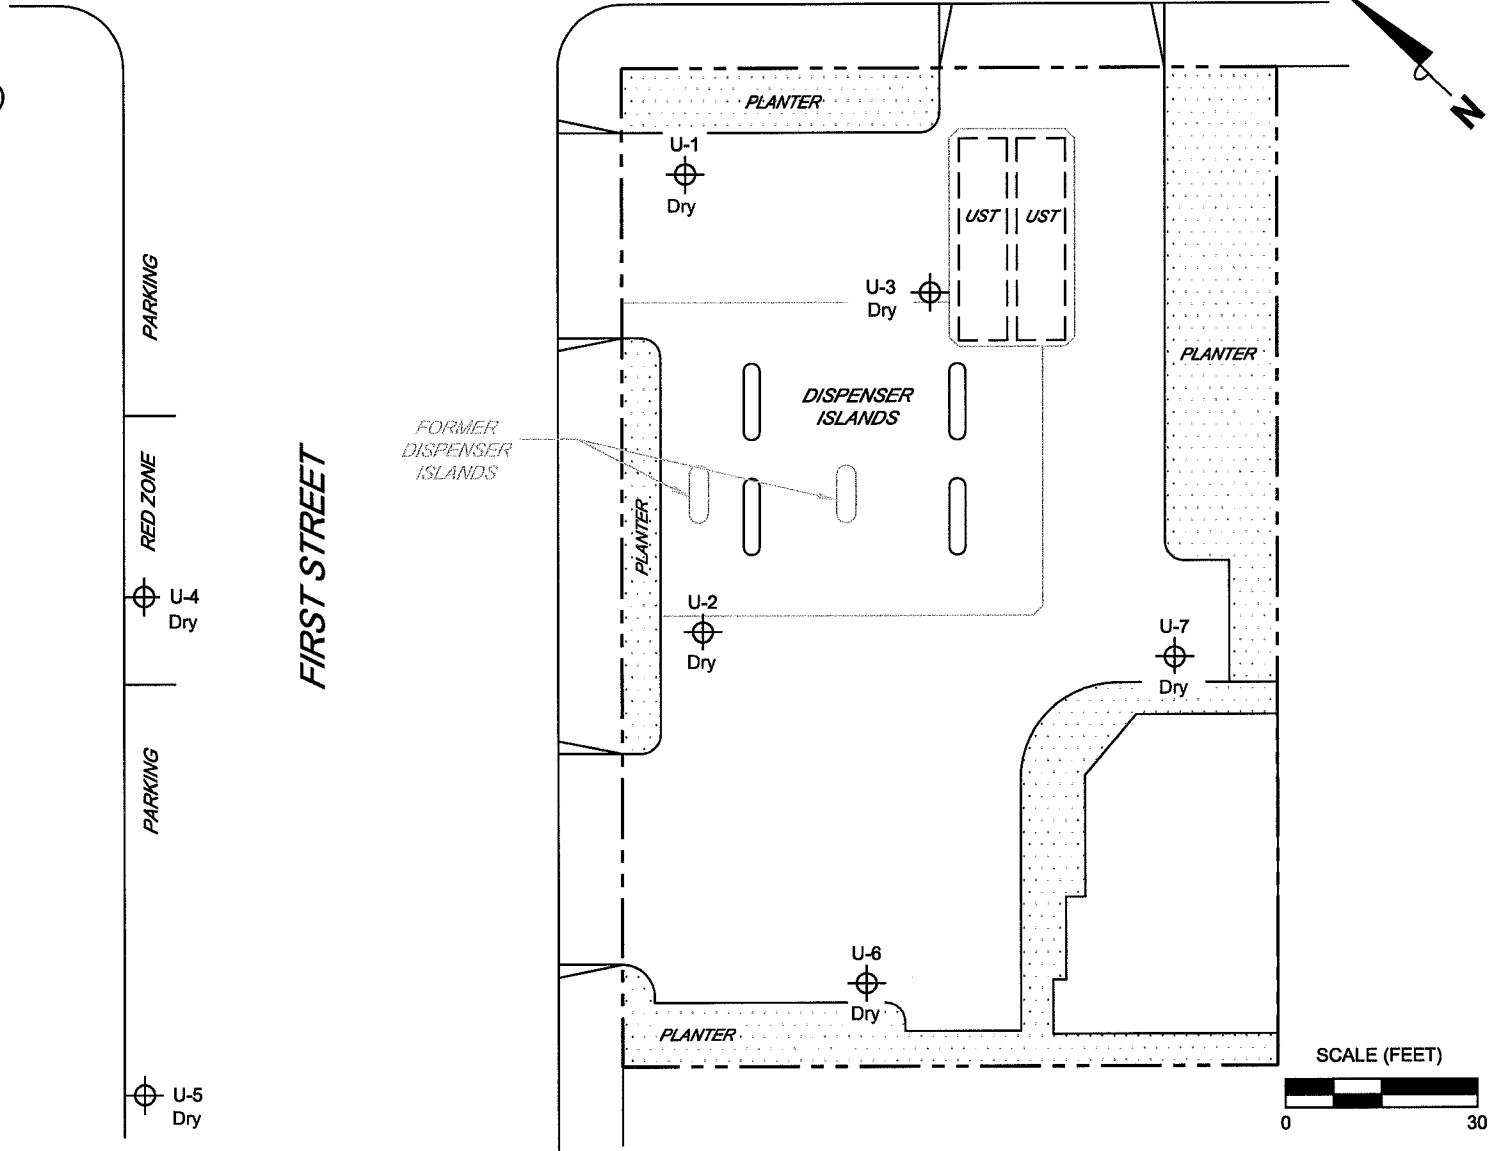 )
N
PLANTER
U-1
Dry
UST
UST
PARKING
U-3
Dry
PLANTER
DISPENSER
ISLANDS
FORMER
DISPENSER
ISLANDS
RED ZONE
FIRST STREET
PLANTER
U-4
Dry
U-2
Dry
U-7
Dry
PARKING
U-6
Dry
PLANTER
SCALE (FEET)
0 30
U-5
Dry